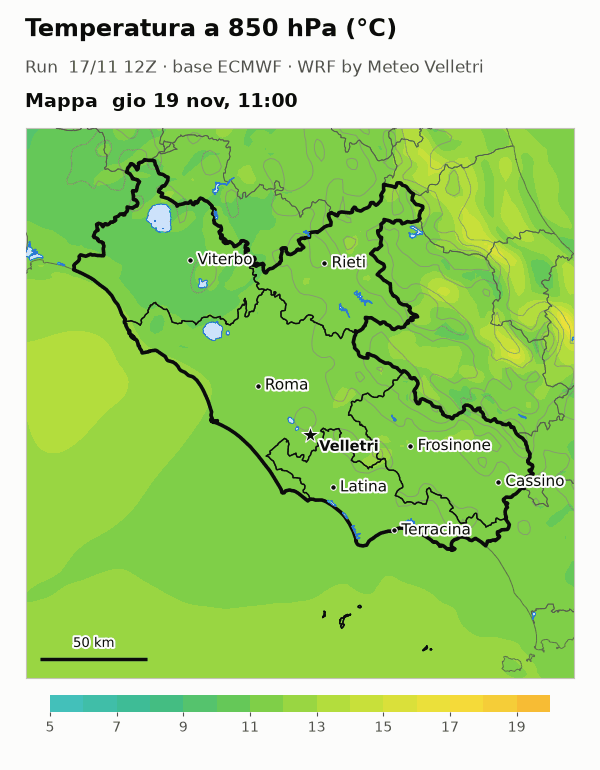 Temperatura a 850 hPa (°C)
Run  17/11 12Z · base ECMWF · WRF by Meteo Velletri
Mappa  gio 19 nov, 11:00
Viterbo
Rieti
Roma
Velletri
Frosinone
Latina
Cassino
Terracina
50 km
5 7 9 11 13 15 17 19